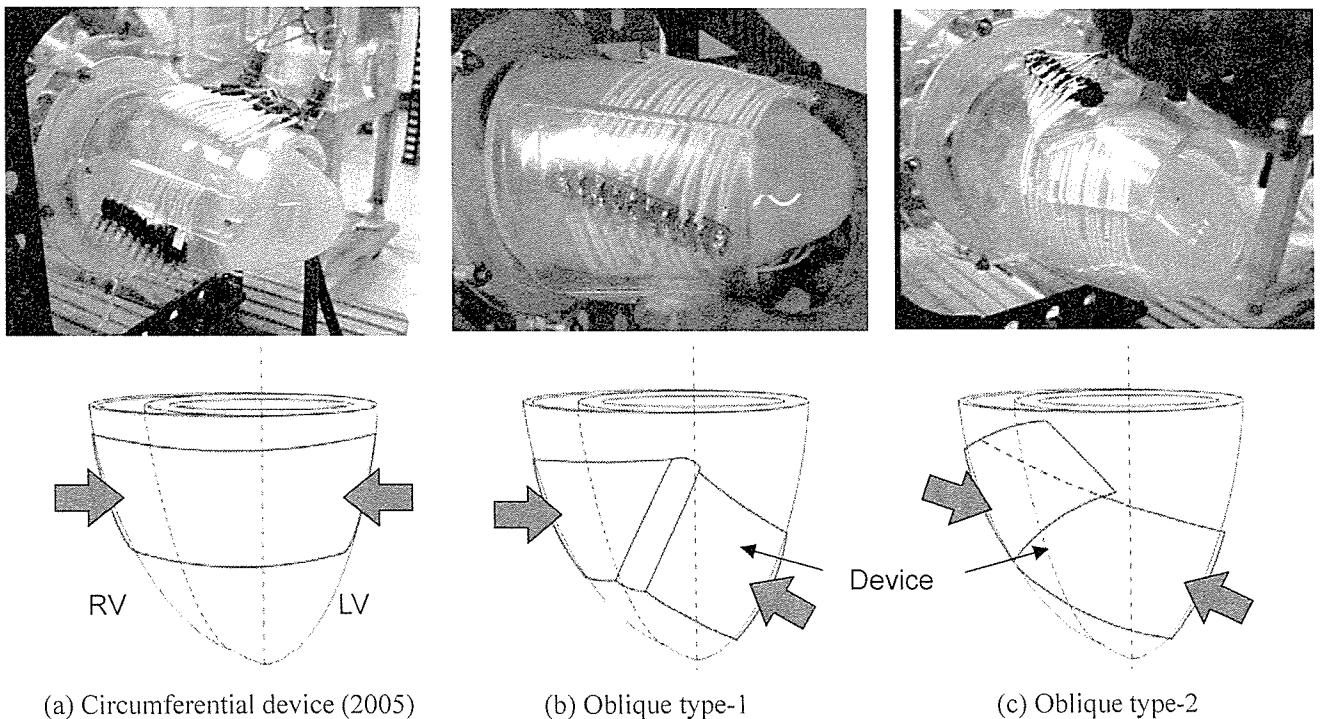 RV
LV
Device
(a) Circumferential device (2005)
(b) Oblique type-1
(c) Oblique type-2